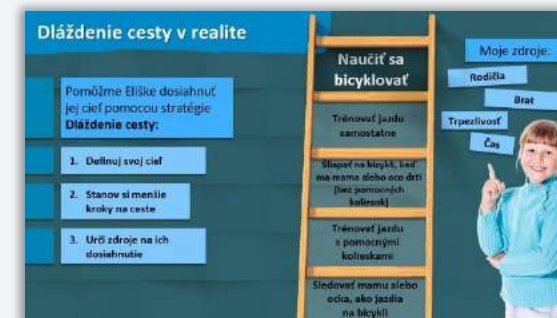 Dláždenie cesty v realite
Pomôžme Eliške dosiahnuť
jej cieľ pomocou stratégie
Dláždenie cesty:
1. Definuj svoj cieľ
2. Stanov si menšie
kroky na ceste
3. Urči zdroje na ich
dosiahnutie
Naučiť sa
bicyklovať
Trénovať jazdu
samostatne
Šliapať na bicykli, keď
ma mama alebo oco drží
(bez pomocných
koliesok)
Trénovať jazdu
s pomocnými
kolieskami
Sledovať mamu alebo
ocka, ako jazdia
na bicykli
Moje zdroje:
Rodičia
Brat
Trpezlivosť
Čas